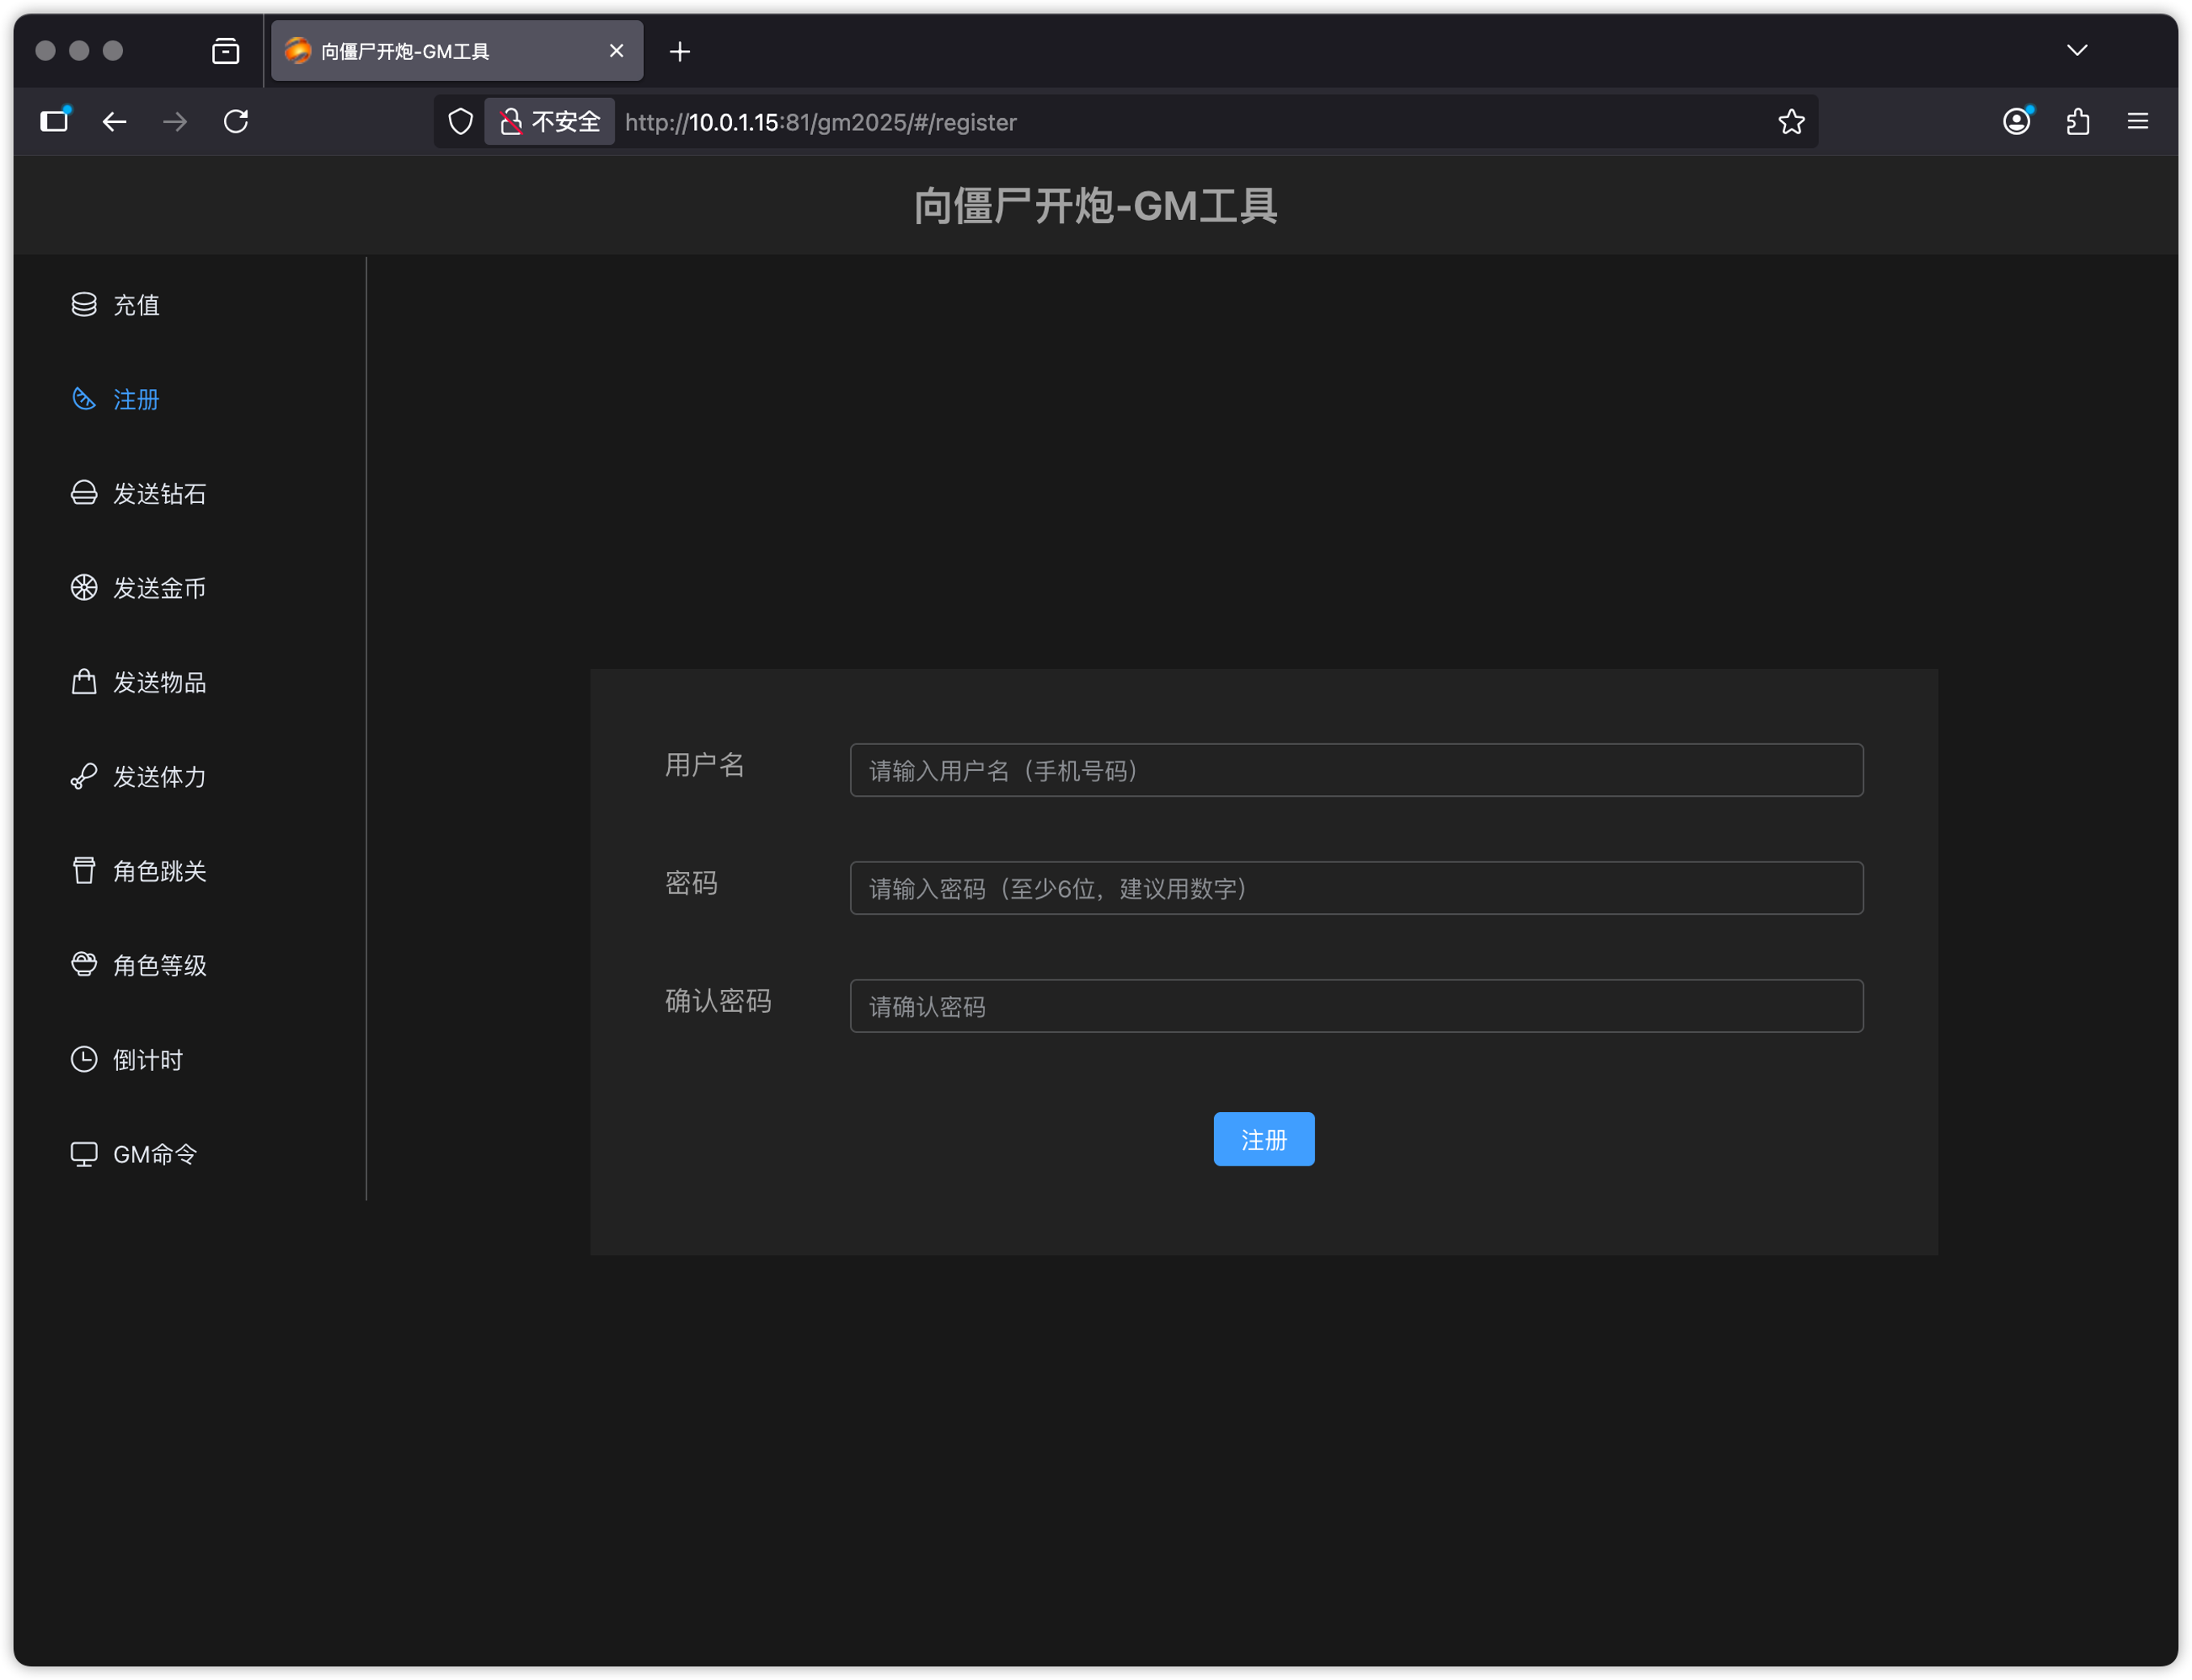 向僵尸开炮-GM工具
不安全
http://10.0.1.15:81/gm2025/#/register
向僵尸开炮-GM工具
充值
注册
发送钻石
发送金币
发送物品
发送体力
角色跳关
角色等级
倒计时
GM命令
用户名
请输入用户名（手机号码）
密码
请输入密码（至少6位，建议用数字）
确认密码
请确认密码
注册